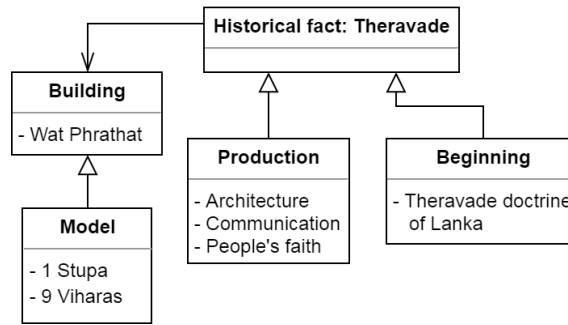 Historical fact: Theravade
Building
- Wat Phrathat
Model
- 1 Stupa
- 9 Viharas
Production
- Architecture
- Communication
- People's faith
Beginning
- Theravade doctrine
of Lanka